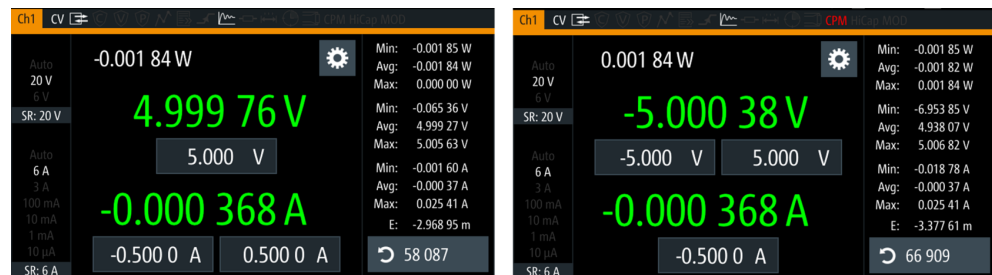 Ch1 CV CPM HiCap MOD
Auto
20 V
6 V
SR: 20 V
Auto
6 A
3 A
100 mA
10 mA
1 mA
10 µA
SR: 6 A
-0.001 84 W
4.999 76 V
5.000 V
-0.000 368 A
-0.500 0 A 0.500 0 A
Min: -0.001 85 W
Avg: -0.001 84 W
Max: 0.000 00 W
Min: -0.065 36 V
Avg: 4.999 27 V
Max: 5.005 63 V
Min: -0.001 60 A
Avg: -0.000 37 A
Max: 0.025 41 A
E: -2.968 95 m
58 087
Ch1 CV CPM HiCap MOD
Auto
20 V
6 V
SR: 20 V
Auto
6 A
3 A
100 mA
10 mA
1 mA
10 µA
SR: 6 A
0.001 84 W
-5.000 38 V
-5.000 V 5.000 V
-0.000 368 A
-0.500 0 A
Min: -0.001 85 W
Avg: -0.001 82 W
Max: 0.001 84 W
Min: -6.953 85 V
Avg: 4.938 07 V
Max: 5.006 82 V
Min: -0.018 78 A
Avg: -0.000 37 A
Max: 0.025 41 A
E: -3.377 61 m
66 909